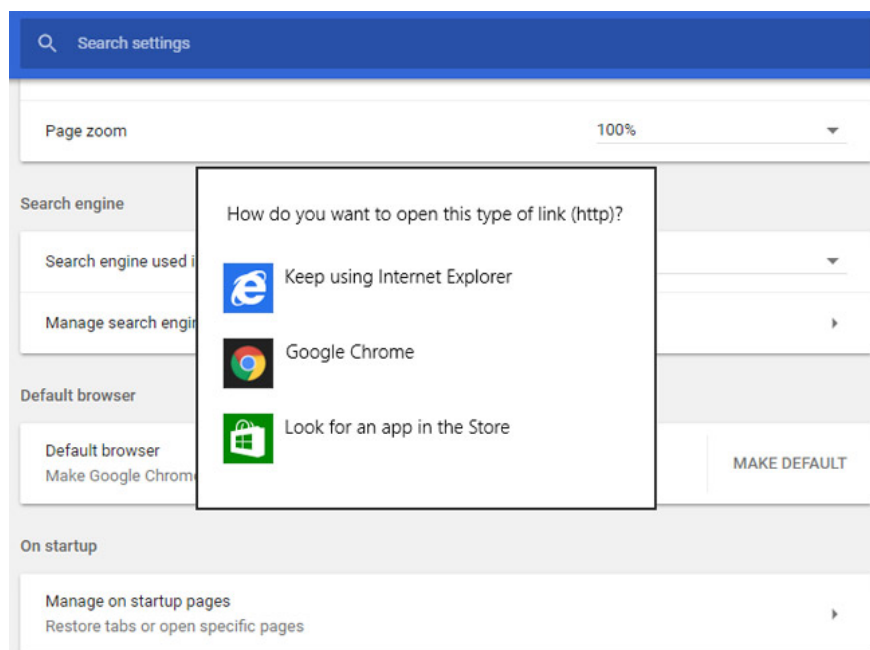 Search settings
Page zoom 100%
Search engine
How do you want to open this type of link (http)?
Search engine used i
Keep using Internet Explorer
Manage search engin
Google Chrome
Default browser
Look for an app in the Store
Default browser
Make Google Chrome
MAKE DEFAULT
On startup
Manage on startup pages
Restore tabs or open specific pages